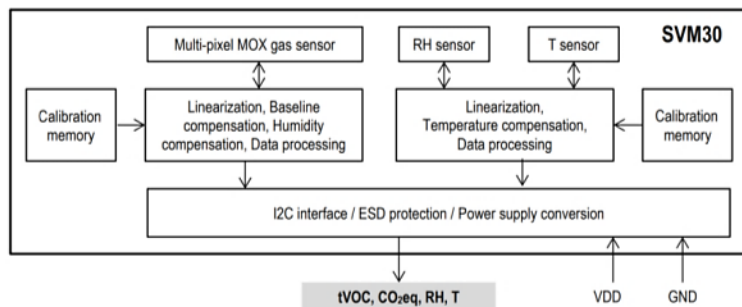 SVM30
Multi-pixel MOX gas sensor
RH sensor
T sensor
Calibration
memory
Linearization, Baseline
compensation, Humidity
compensation, Data processing
Linearization,
Temperature compensation,
Data processing
Calibration
memory
I2C interface / ESD protection / Power supply conversion
tVOC, CO₂eq, RH, T
VDD
GND